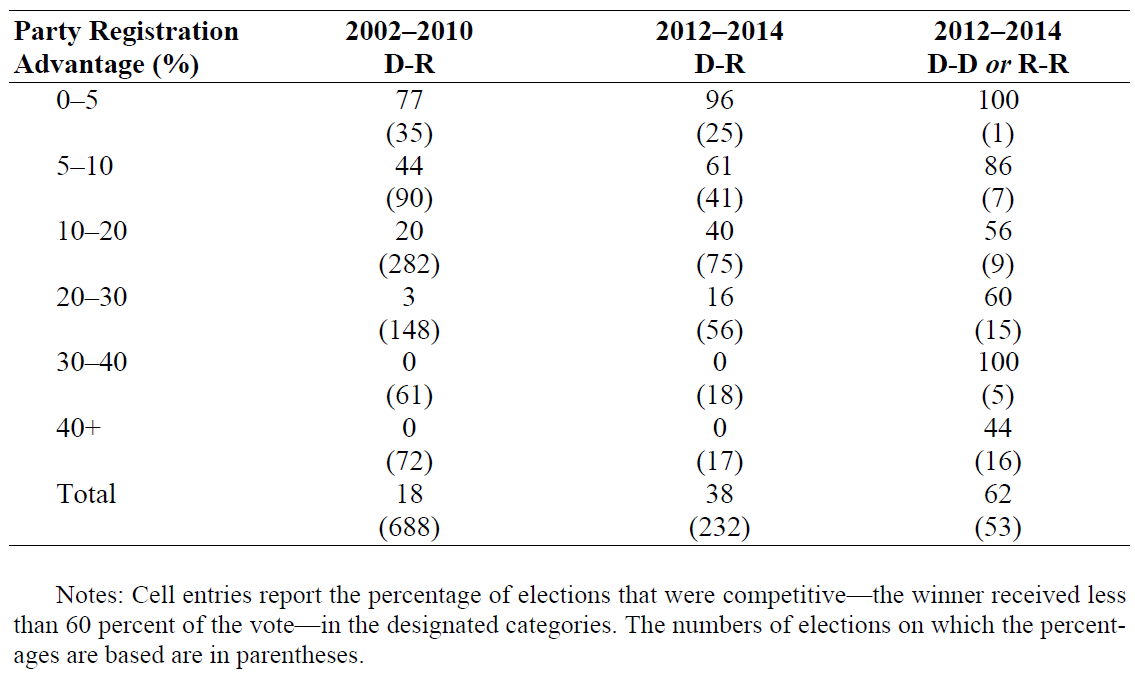 Party Registration 2002–2010 2012–2014 2012–2014
Advantage (%) D-R D-R D-D or R-R
0–5 77 96 100
(35) (25) (1)
5–10 44 61 86
(90) (41) (7)
10–20 20 40 56
(282) (75) (9)
20–30 3 16 60
(148) (56) (15)
30–40 0 0 100
(61) (18) (5)
40+ 0 0 44
(72) (17) (16)
Total 18 38 62
(688) (232) (53)
Notes: Cell entries report the percentage of elections that were competitive—the winner received less
than 60 percent of the vote—in the designated categories. The numbers of elections on which the percent-
ages are based are in parentheses.